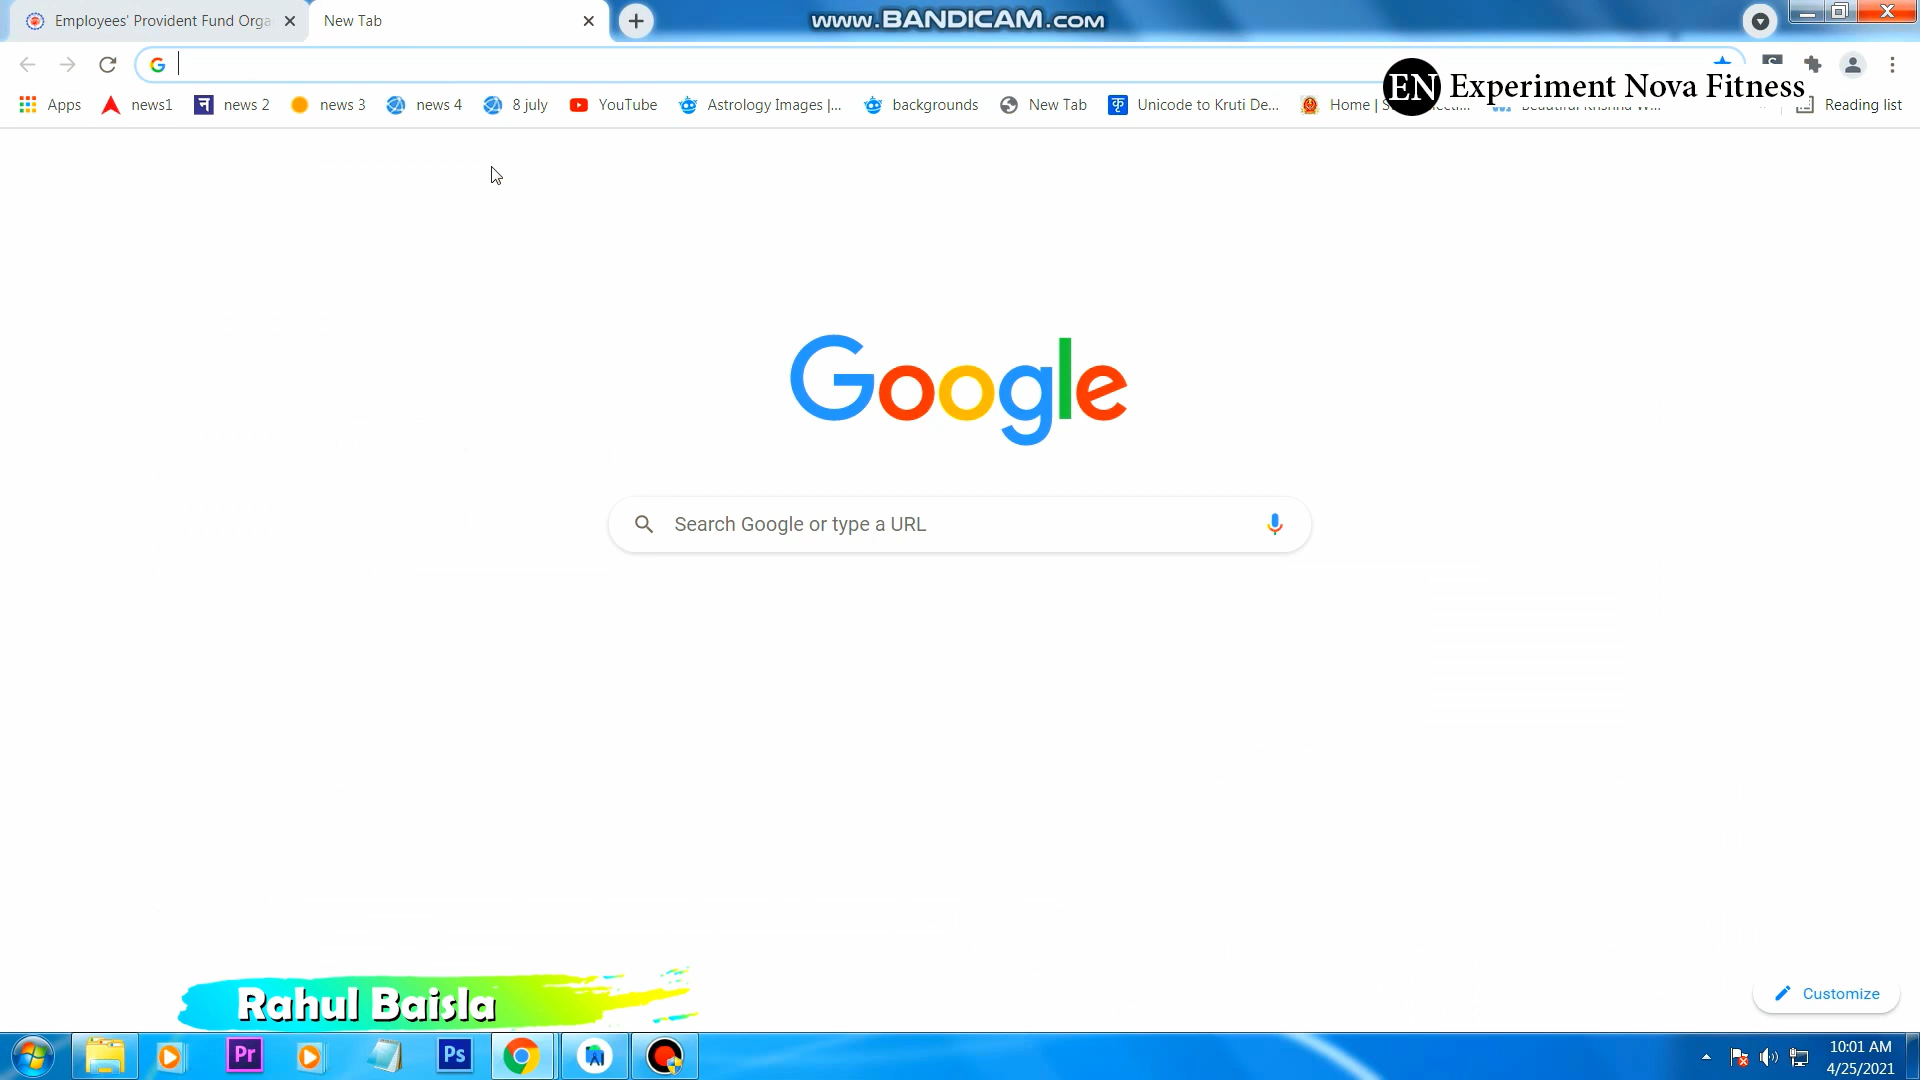 Employees' Provident Fund Orga
New Tab
www.BANDICAM.com
EN Experiment Nova Fitness
Apps
news1
news 2
news 3
news 4
8 july
YouTube
Astrology Images |...
backgrounds
New Tab
Unicode to Kruti De...
Home |
Reading list
Google
Search Google or type a URL
Customize
Rahul Baisla
Pr
Ps
10:01 AM
4/25/2021